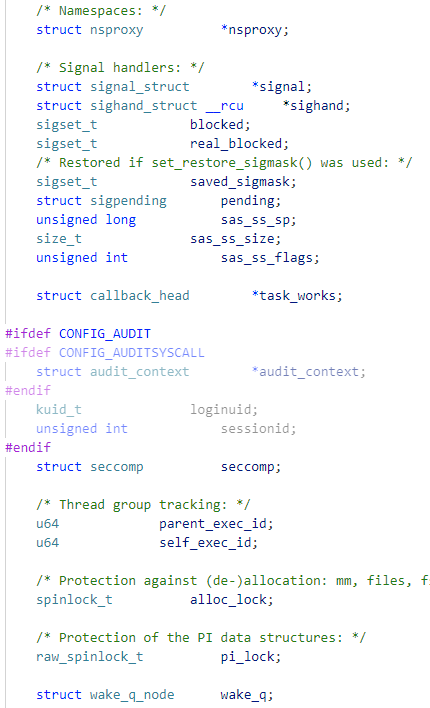 /* Namespaces: */
struct nsproxy *nsproxy;
/* Signal handlers: */
struct signal_struct *signal;
struct sighand_struct __rcu *sighand;
sigset_t blocked;
sigset_t real_blocked;
/* Restored if set_restore_sigmask() was used: */
sigset_t saved_sigmask;
struct sigpending pending;
unsigned long sas_ss_sp;
size_t sas_ss_size;
unsigned int sas_ss_flags;
struct callback_head *task_works;
#ifdef CONFIG_AUDIT
#ifdef CONFIG_AUDITSYSCALL
struct audit_context *audit_context;
#endif
kuid_t loginuid;
unsigned int sessionid;
#endif
struct seccomp seccomp;
/* Thread group tracking: */
u64 parent_exec_id;
u64 self_exec_id;
/* Protection against (de-)allocation: mm, files, f
spinlock_t alloc_lock;
/* Protection of the PI data structures: */
raw_spinlock_t pi_lock;
struct wake_q_node wake_q;